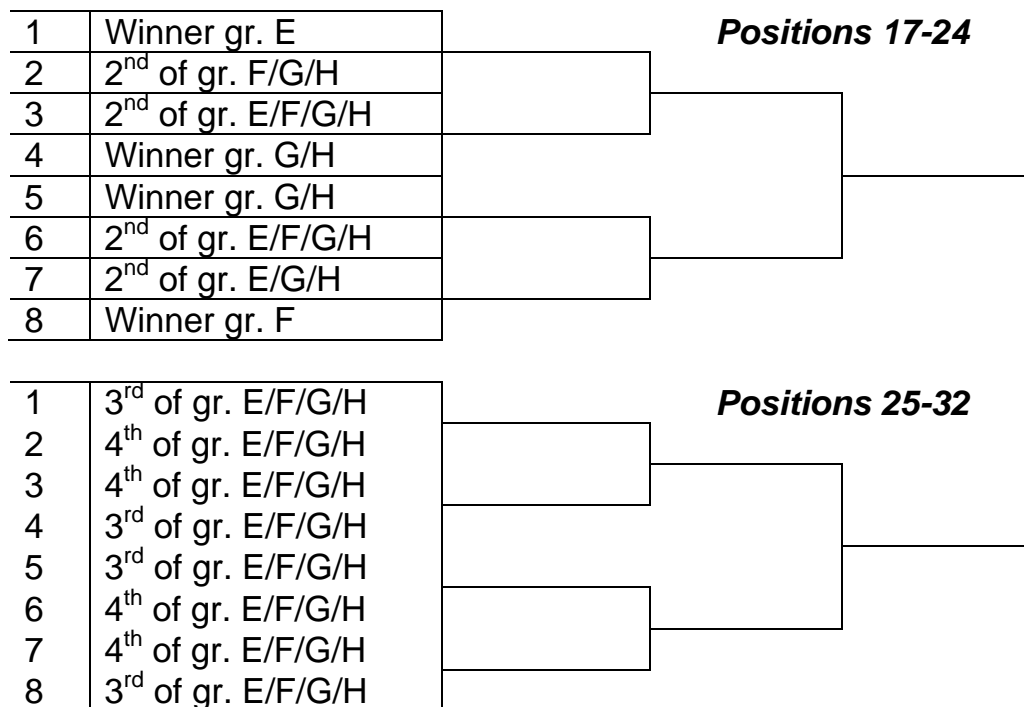 1 Winner gr. E Positions 17-24
2 2nd of gr. F/G/H
3 2nd of gr. E/F/G/H
4 Winner gr. G/H
5 Winner gr. G/H
6 2nd of gr. E/F/G/H
7 2nd of gr. E/G/H
8 Winner gr. F
1 3rd of gr. E/F/G/H Positions 25-32
2 4th of gr. E/F/G/H
3 4th of gr. E/F/G/H
4 3rd of gr. E/F/G/H
5 3rd of gr. E/F/G/H
6 4th of gr. E/F/G/H
7 4th of gr. E/F/G/H
8 3rd of gr. E/F/G/H